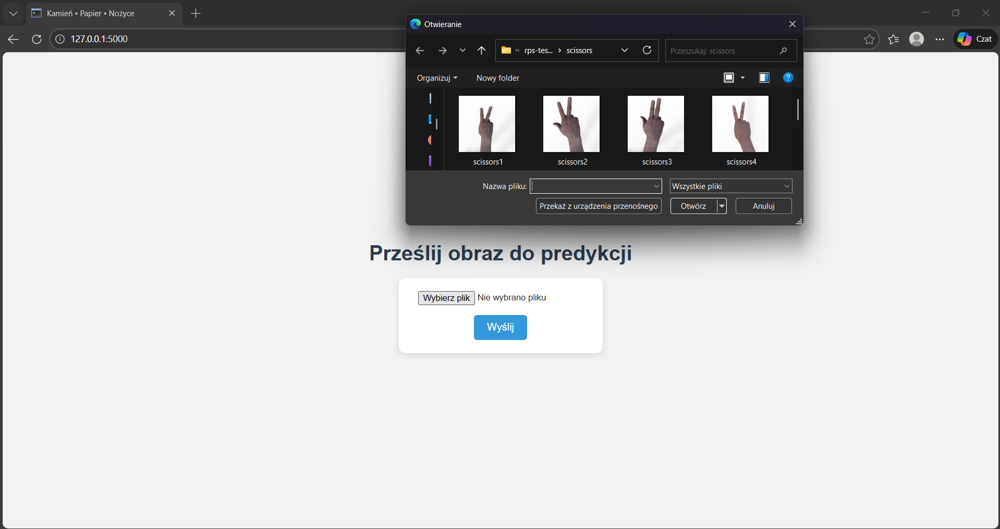 Kamień • Papier • Nożyce
127.0.0.1:5000
Czat
Otwieranie
« rps-tes... › scissors
Przeszukaj: scissors
Organizuj
Nowy folder
scissors1
scissors2
scissors3
scissors4
Nazwa pliku:
Wszystkie pliki
Przekaż z urządzenia przenośnego
Otwórz
Anuluj
Prześlij obraz do predykcji
Wybierz plik Nie wybrano pliku
Wyślij